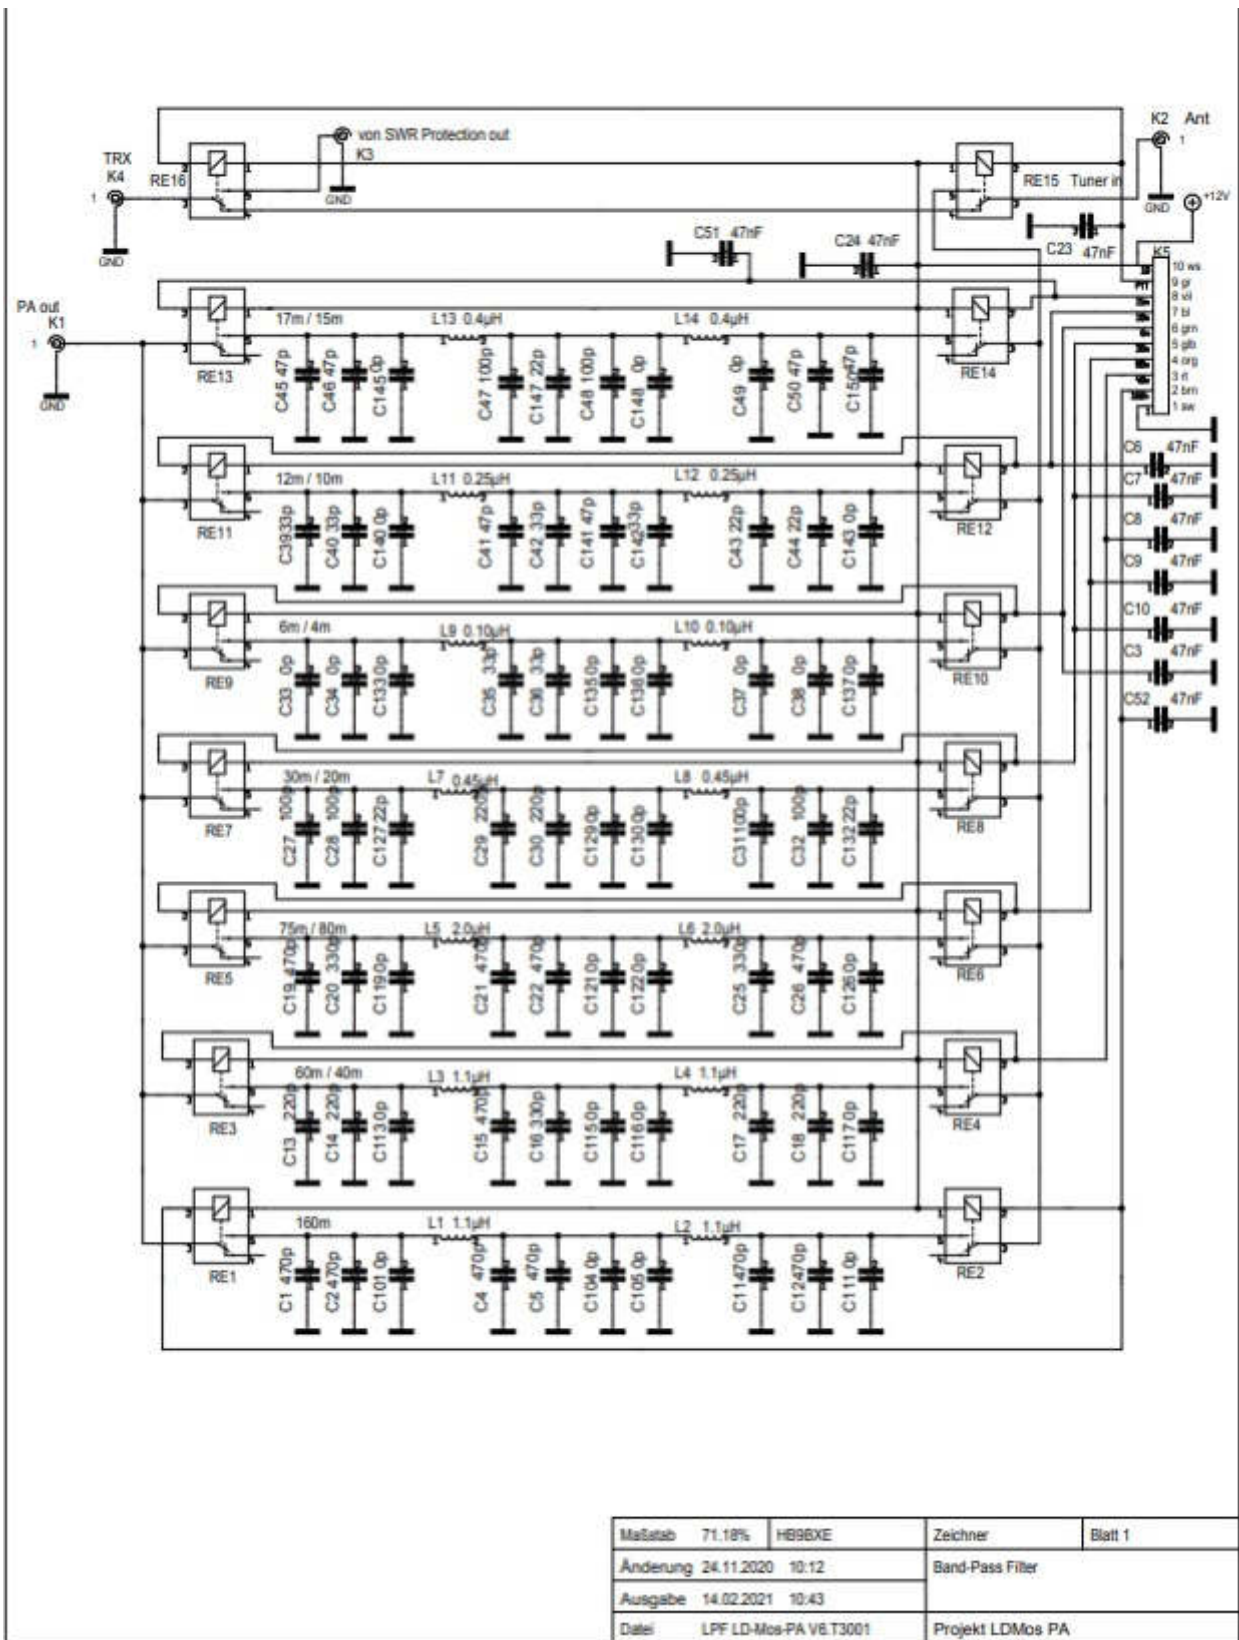 K2 Ant
1
von SWR Protection out
K3
TRX
K4
1
RE16
GND
GND
RE15 Tuner in
GND
+12V
C51 47nF
C24 47nF
C23 47nF
K5
10 ws
9 gr
8 vil
7 bl
6 grn
5 glb
4 org
3 rt
2 brn
1 sw
PA out
K1
1
GND
17m / 15m
L13 0.4µH
L14 0.4µH
RE13
RE14
C45 47p
C46 47p
C145 0p
C47 100p
C147 22p
C48 100p
C148 0p
C49 0p
C50 47p
C150 47p
12m / 10m
L11 0.25µH
L12 0.25µH
RE11
RE12
C39 33p
C40 33p
C140 0p
C41 47p
C42 33p
C141 47p
C142 33p
C43 22p
C44 22p
C143 0p
C6 47nF
C7 47nF
C8 47nF
C9 47nF
C10 47nF
C3 47nF
C52 47nF
6m / 4m
L9 0.10µH
L10 0.10µH
RE9
RE10
C33 0p
C34 0p
C133 0p
C35 33p
C36 33p
C135 0p
C136 0p
C37 0p
C38 0p
C137 0p
30m / 20m
L7 0.45µH
L8 0.45µH
RE7
RE8
C27 100p
C28 100p
C127 22p
C29 220p
C30 220p
C129 0p
C130 0p
C31 100p
C32 100p
C132 22p
75m / 80m
L5 2.0µH
L6 2.0µH
RE5
RE6
C19 470p
C20 330p
C119 0p
C21 470p
C22 470p
C121 0p
C122 0p
C25 330p
C26 470p
C126 0p
60m / 40m
L3 1.1µH
L4 1.1µH
RE3
RE4
C13 220p
C14 220p
C113 0p
C15 470p
C16 330p
C115 0p
C116 0p
C17 220p
C18 220p
C117 0p
160m
L1 1.1µH
L2 1.1µH
RE1
RE2
C1 470p
C2 470p
C101 0p
C4 470p
C5 470p
C104 0p
C105 0p
C11 470p
C12 470p
C111 0p
Maßstab 71.18% HB9BXE Zeichner Blatt 1
Änderung 24.11.2020 10:12 Band-Pass Filter
Ausgabe 14.02.2021 10:43
Datei LPF LD-Mos-PA V6.T3001 Projekt LDMos PA